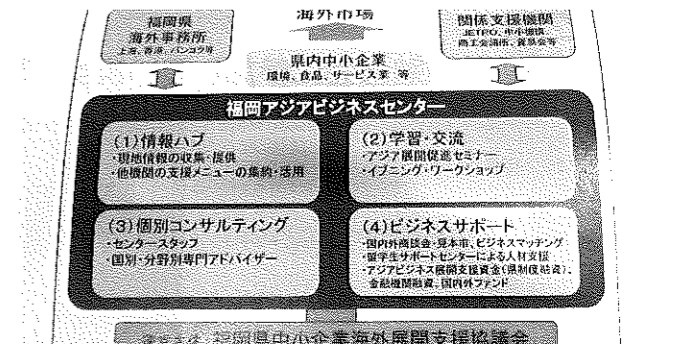 福岡県
海外事務所
上海、香港、バンコク等
海外市場
関係支援機関
JETRO、中小機構、
商工会議所、貿易会等
県内中小企業
環境、食品、サービス業 等
福岡アジアビジネスセンター
(1)情報ハブ
・現地情報の収集・提供
・他機関の支援メニューの集約・活用
(2)学習・交流
・アジア展開促進セミナー
・イブニング・ワークショップ
(3)個別コンサルティング
・センタースタッフ
・国別・分野別専門アドバイザー
(4)ビジネスサポート
・国内外商談会・見本市、ビジネスマッチング
・留学生サポートセンターによる人材支援
・アジアビジネス展開支援資金(県制度融資)、
金融機関融資、国内外ファンド
福岡県中小企業海外展開支援協議会